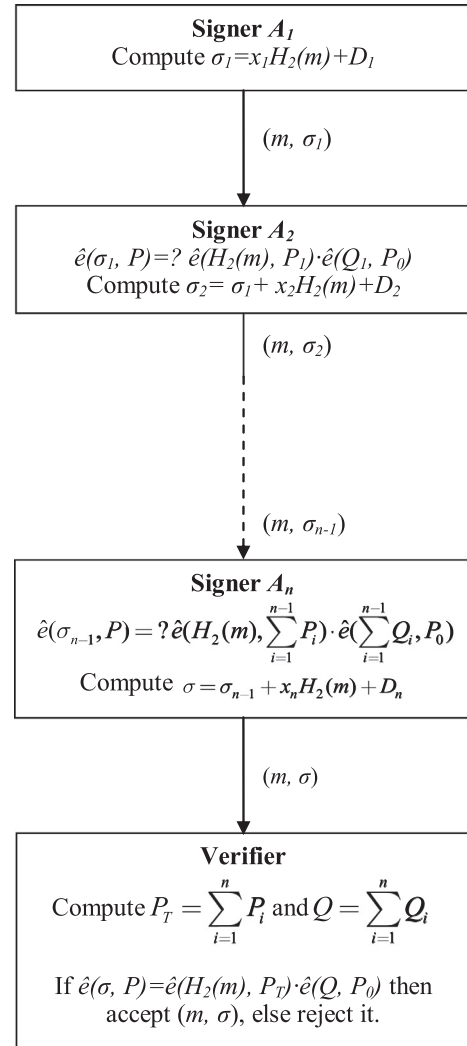 Signer A₁
Compute σ₁=x₁H₂(m)+D₁
(m, σ₁)
Signer A₂
ê(σ₁, P)=? ê(H₂(m), P₁)·ê(Q₁, P₀)
Compute σ₂= σ₁+ x₂H₂(m)+D₂
(m, σ₂)
(m, σₙ₋₁)
Signer Aₙ
ê(σₙ₋₁, P) = ? ê(H₂(m), ∑ᵢ₌₁ⁿ⁻¹ Pᵢ) · ê(∑ᵢ₌₁ⁿ⁻¹ Qᵢ, P₀)
Compute σ = σₙ₋₁ + xₙH₂(m) + Dₙ
(m, σ)
Verifier
Compute P_T = ∑ᵢ₌₁ⁿ Pᵢ and Q = ∑ᵢ₌₁ⁿ Qᵢ
If ê(σ, P)=ê(H₂(m), P_T)·ê(Q, P₀) then
accept (m, σ), else reject it.